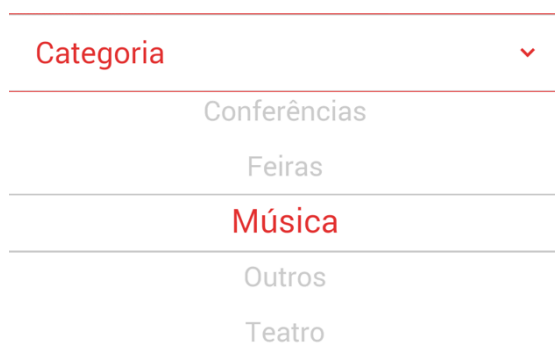 Categoria
Conferências
Feiras
Música
Outros
Teatro